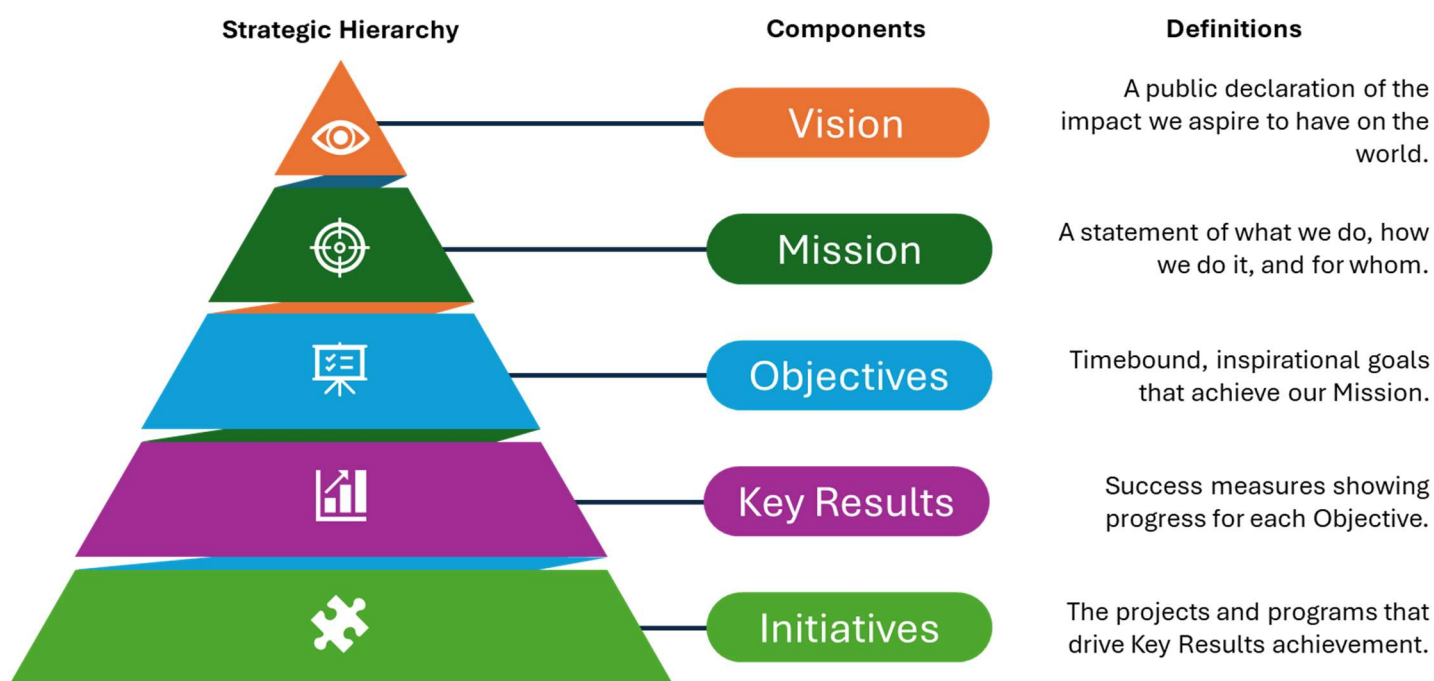 Strategic Hierarchy
Components
Definitions
Vision
A public declaration of the
impact we aspire to have on the
world.
Mission
A statement of what we do, how
we do it, and for whom.
Objectives
Timebound, inspirational goals
that achieve our Mission.
Key Results
Success measures showing
progress for each Objective.
Initiatives
The projects and programs that
drive Key Results achievement.